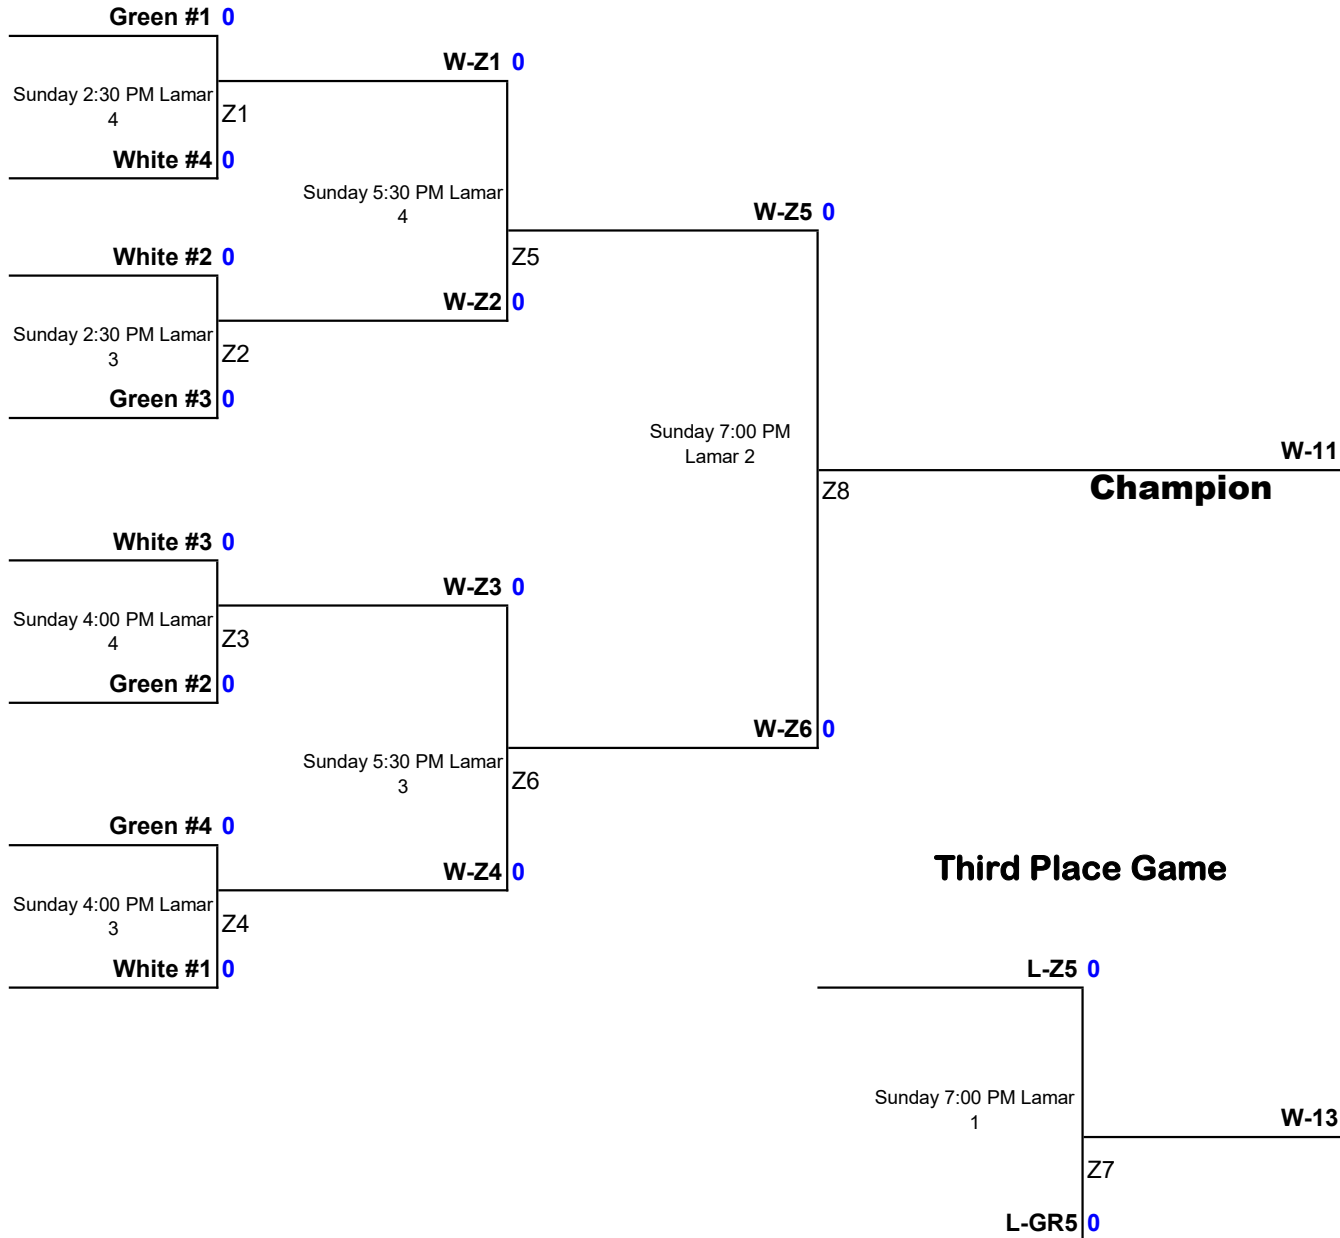 Green #1 0
W-Z1 0
Sunday 2:30 PM Lamar
4
Z1
White #4 0
Sunday 5:30 PM Lamar
4
W-Z5 0
White #2 0
Z5
W-Z2 0
Sunday 2:30 PM Lamar
3
Z2
Green #3 0
Sunday 7:00 PM
Lamar 2
W-11
Champion
Z8
White #3 0
W-Z3 0
Sunday 4:00 PM Lamar
4
Z3
Green #2 0
W-Z6 0
Sunday 5:30 PM Lamar
3
Z6
Green #4 0
W-Z4 0
Third Place Game
Sunday 4:00 PM Lamar
3
Z4
White #1 0
L-Z5 0
Sunday 7:00 PM Lamar
1
W-13
Z7
L-GR5 0